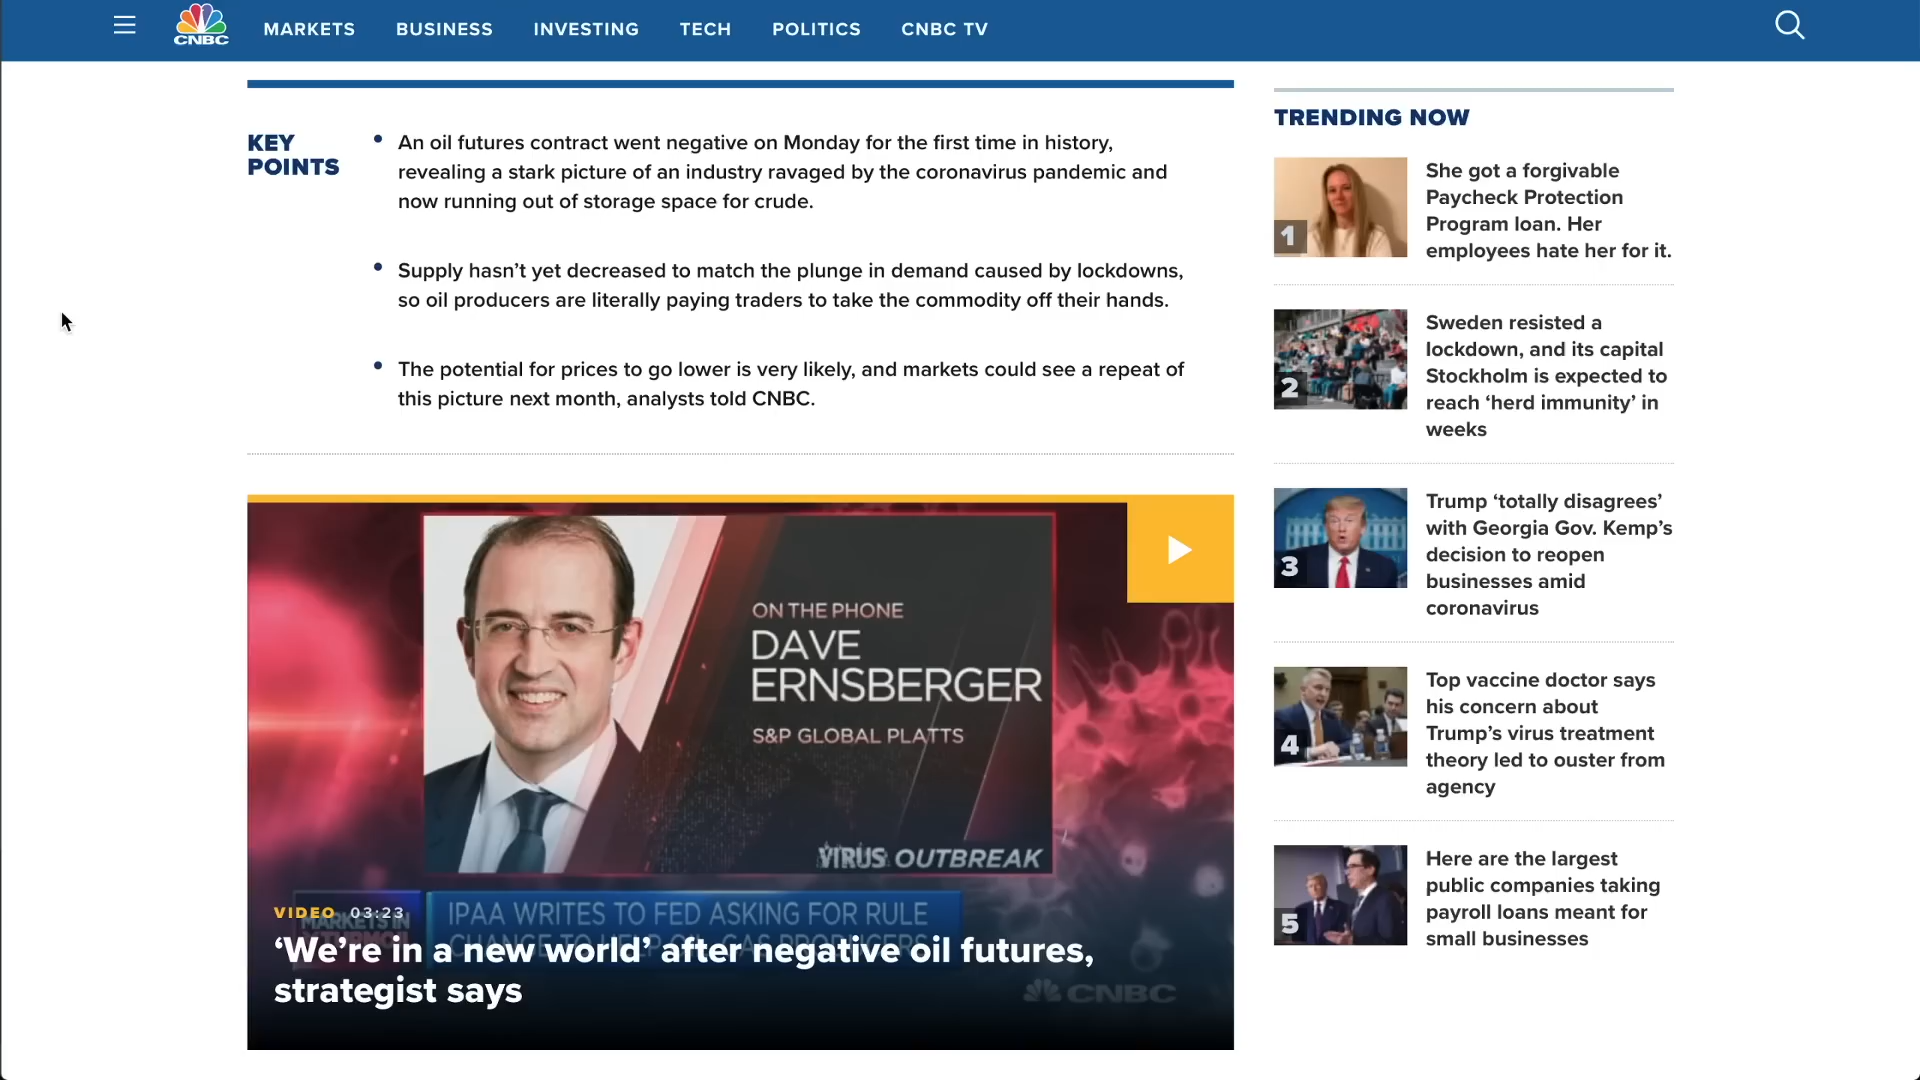 CNBC
MARKETS
BUSINESS
INVESTING
TECH
POLITICS
CNBC TV
KEY
POINTS
An oil futures contract went negative on Monday for the first time in history,
revealing a stark picture of an industry ravaged by the coronavirus pandemic and
now running out of storage space for crude.
Supply hasn’t yet decreased to match the plunge in demand caused by lockdowns,
so oil producers are literally paying traders to take the commodity off their hands.
The potential for prices to go lower is very likely, and markets could see a repeat of
this picture next month, analysts told CNBC.
ON THE PHONE
DAVE
ERNSBERGER
S&P GLOBAL PLATTS
VIRUS OUTBREAK
VIDEO 03:23
MARKETS IN
IPAA WRITES TO FED ASKING FOR RULE
CHANGE TO HELP OIL, GAS PRODUCERS
‘We’re in a new world’ after negative oil futures,
strategist says
CNBC
TRENDING NOW
1
She got a forgivable
Paycheck Protection
Program loan. Her
employees hate her for it.
2
Sweden resisted a
lockdown, and its capital
Stockholm is expected to
reach ‘herd immunity’ in
weeks
3
Trump ‘totally disagrees’
with Georgia Gov. Kemp’s
decision to reopen
businesses amid
coronavirus
4
Top vaccine doctor says
his concern about
Trump’s virus treatment
theory led to ouster from
agency
5
Here are the largest
public companies taking
payroll loans meant for
small businesses